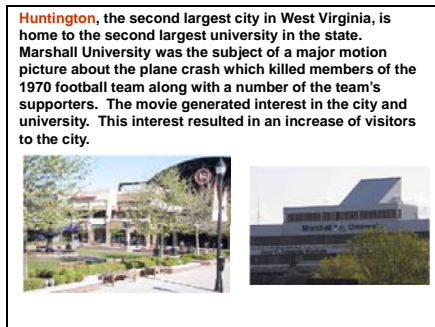 Huntington, the second largest city in West Virginia, is
home to the second largest university in the state.
Marshall University was the subject of a major motion
picture about the plane crash which killed members of the
1970 football team along with a number of the team's
supporters.  The movie generated interest in the city and
university.  This interest resulted in an increase of visitors
to the city.
Marshall University